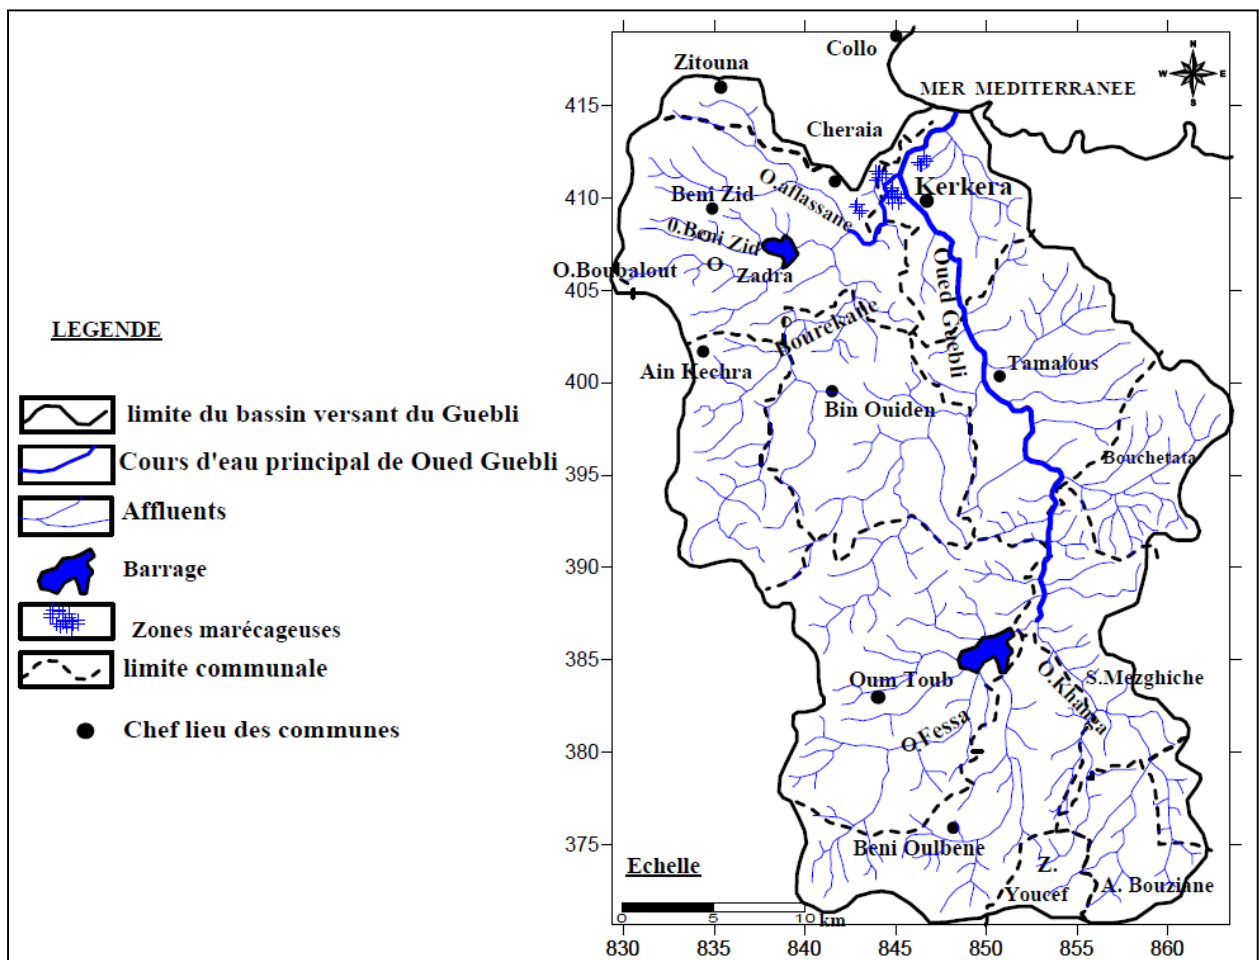 Collo
Zitouna
MER MEDITERRANEE
N
W
E
S
415
Cheraia
410
O.aflassane
Kerkera
Beni Zid
0.Beni Zid
O
Zadra
O.Boubalout
405
Oued Guebli
Bourekane
LEGENDE
Ain Kechra
Tamalous
400
Bin Ouiden
limite du bassin versant du Guebli
Cours d'eau principal de Oued Guebli
Bouchetata
395
Affluents
Barrage
390
Zones marécageuses
limite communale
385
Oum Toub
O.Khanga
S.Mezghiche
Chef lieu des communes
O.Fessa
380
375
Beni Oulbene
Echelle
Z.
Youcef
A. Bouziane
0
5
10 km
830
835
840
845
850
855
860